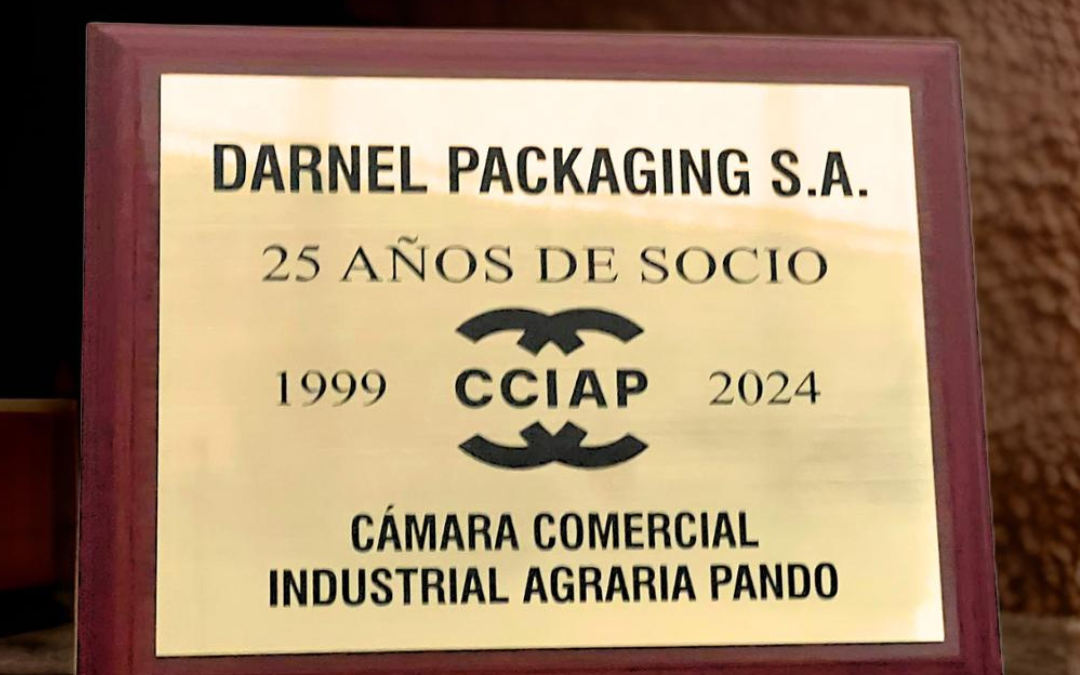 DARNEL PACKAGING S.A.
25 AÑOS DE SOCIO
1999 CCIAP 2024
CÁMARA COMERCIAL
INDUSTRIAL AGRARIA PANDO